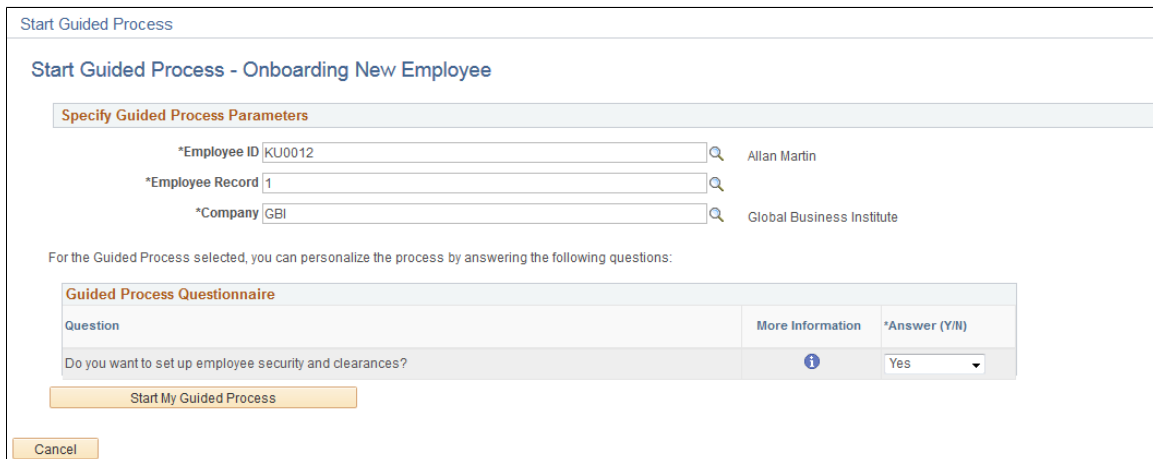 Start Guided Process
Start Guided Process - Onboarding New Employee
Specify Guided Process Parameters
*Employee ID KU0012 Allan Martin
*Employee Record 1
*Company GBI Global Business Institute
For the Guided Process selected, you can personalize the process by answering the following questions:
Guided Process Questionnaire
Question More Information *Answer (Y/N)
Do you want to set up employee security and clearances? Yes
Start My Guided Process
Cancel